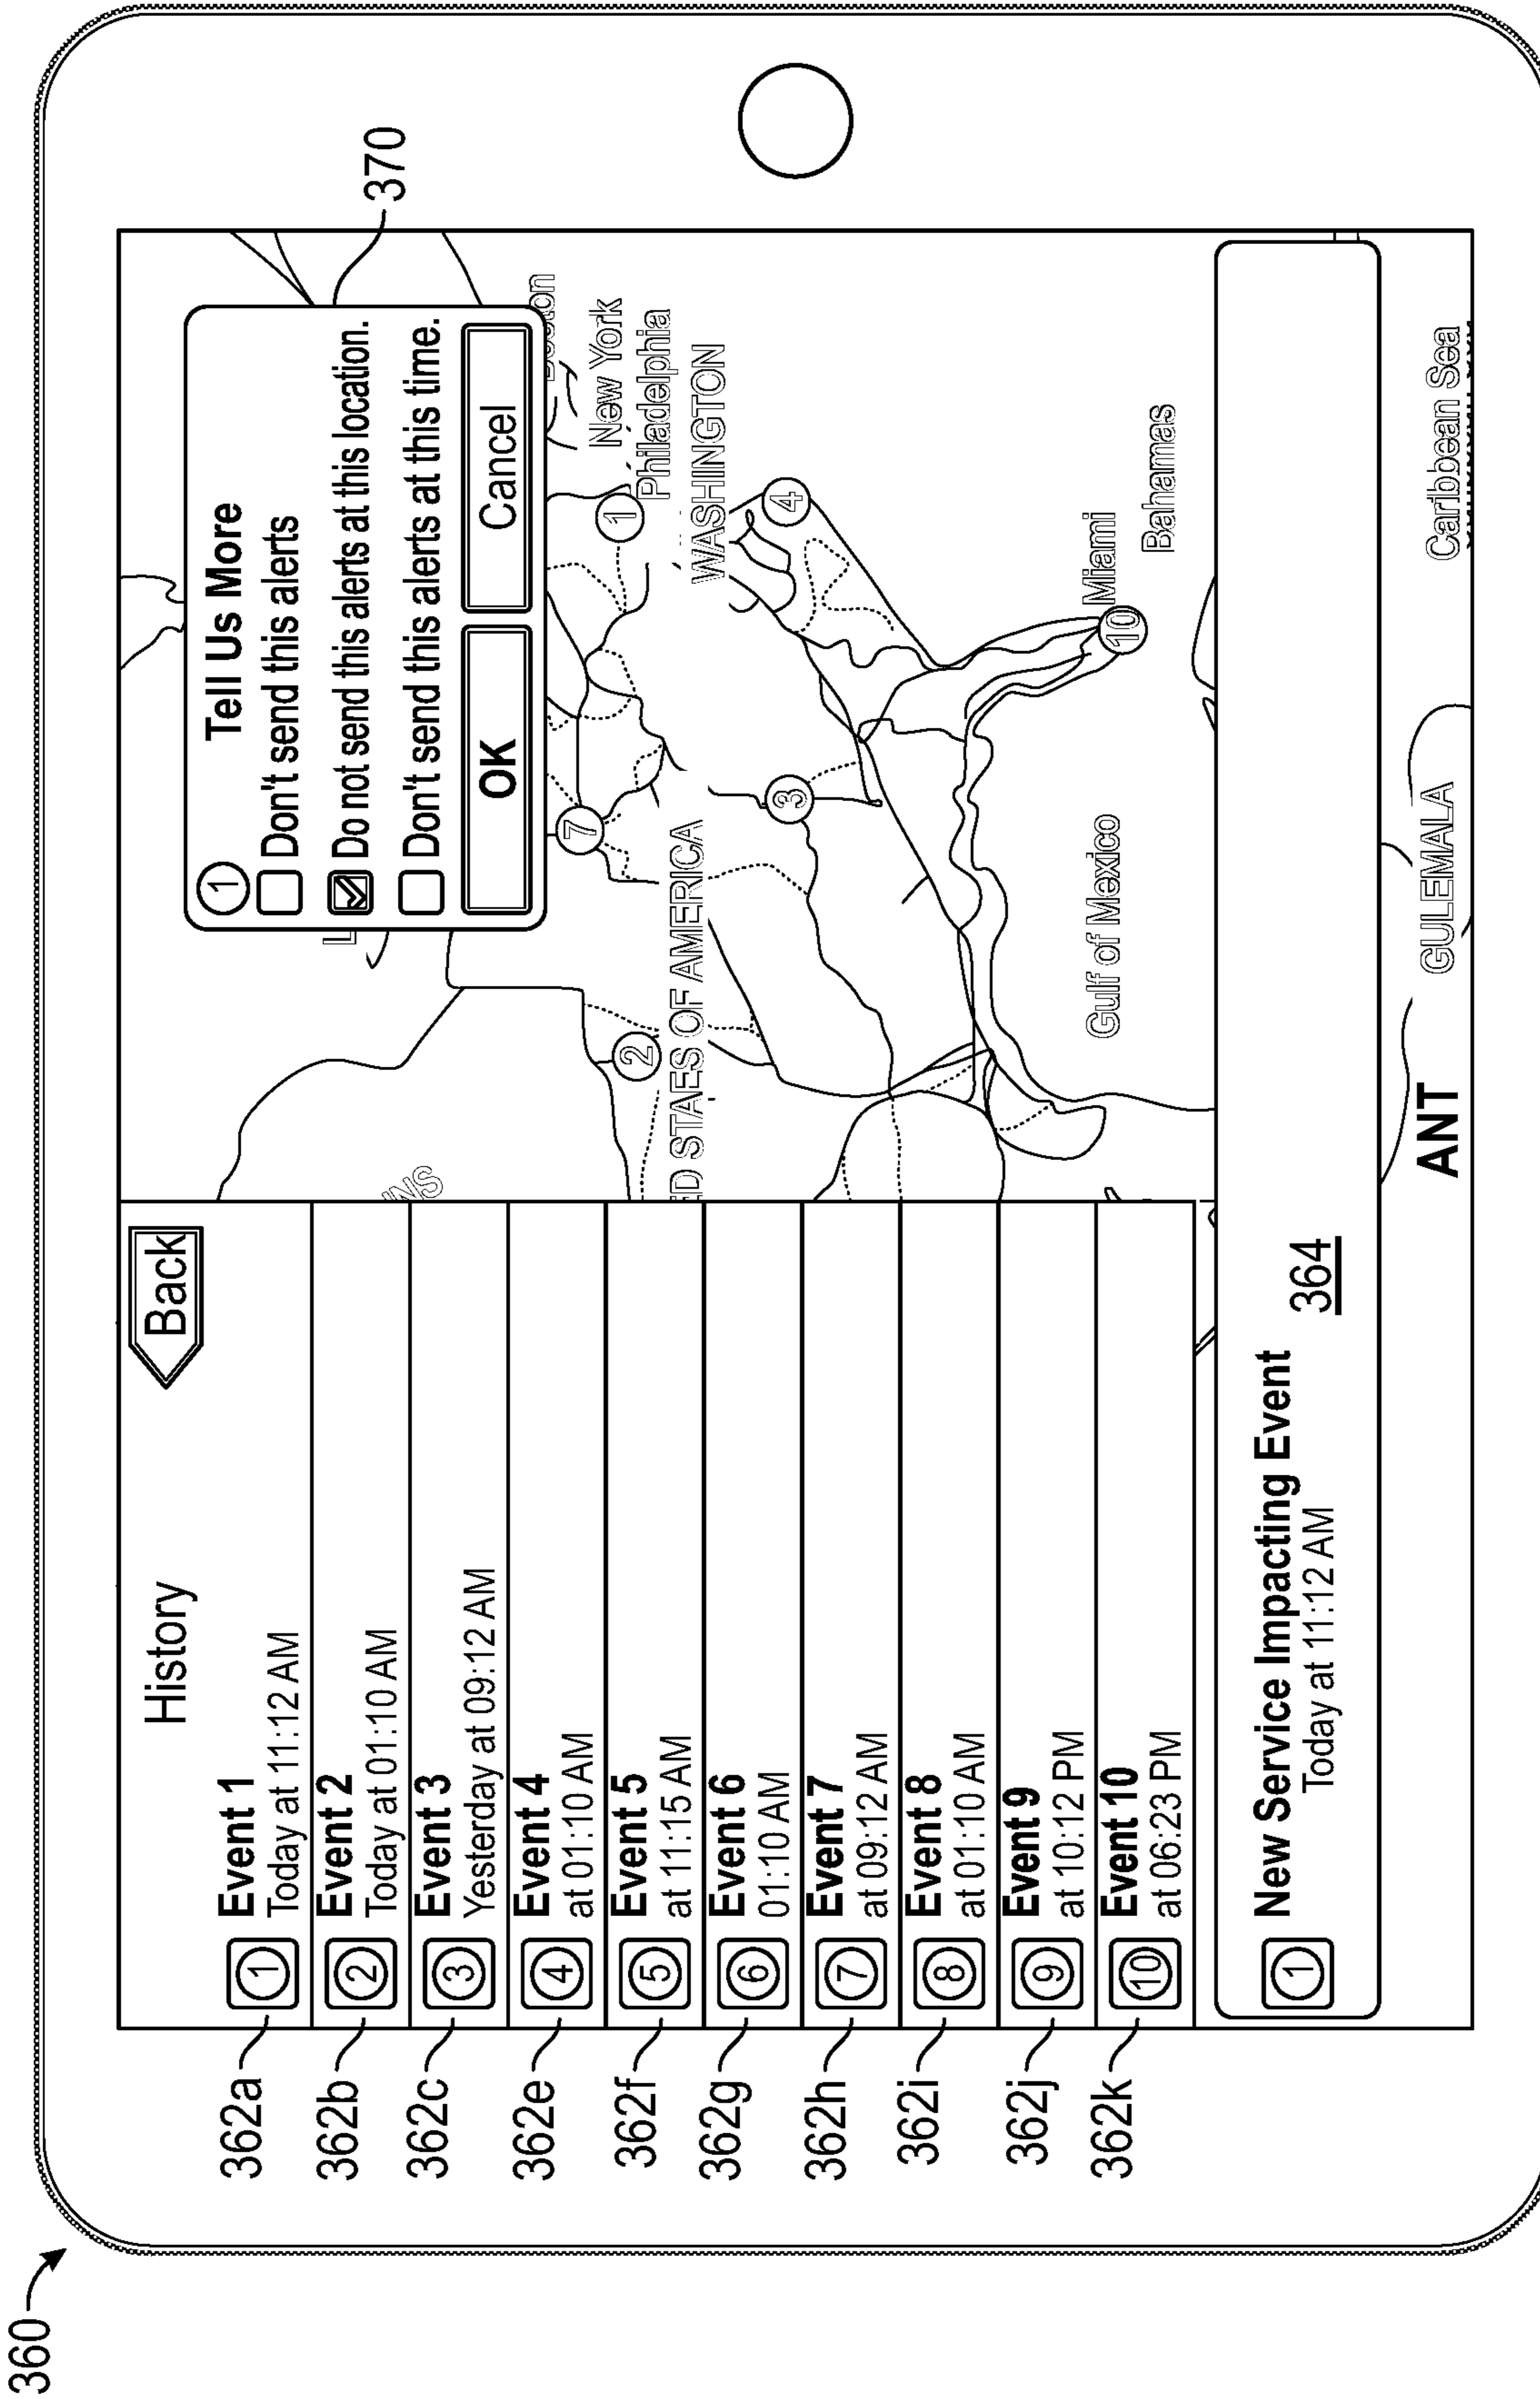 360
History
Back
362a
1
Event 1
Today at 11:12 AM
362b
2
Event 2
Today at 01:10 AM
362c
3
Event 3
Yesterday at 09:12 AM
362e
4
Event 4
at 01:10 AM
362f
5
Event 5
at 11:15 AM
362g
6
Event 6
01:10 AM
362h
7
Event 7
at 09:12 AM
362i
8
Event 8
at 01:10 AM
362j
9
Event 9
at 10:12 PM
362k
10
Event 10
at 06:23 PM
1
Tell Us More
Don't send this alerts
Do not send this alerts at this location.
Don't send this alerts at this time.
OK
Cancel
370
New York
Philadelphia
WASHINGTON
ED STAES OF AMERICA
1
2
3
4
7
10
Miami
Bahamas
Gulf of Mexico
1
New Service Impacting Event
Today at 11:12 AM
364
Caribbean Sea
GULEMALA
ANT